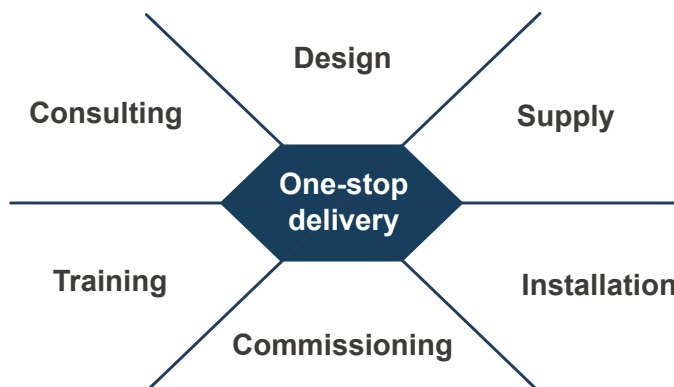 Design
Consulting
Supply
One-stop
delivery
Training
Installation
Commissioning